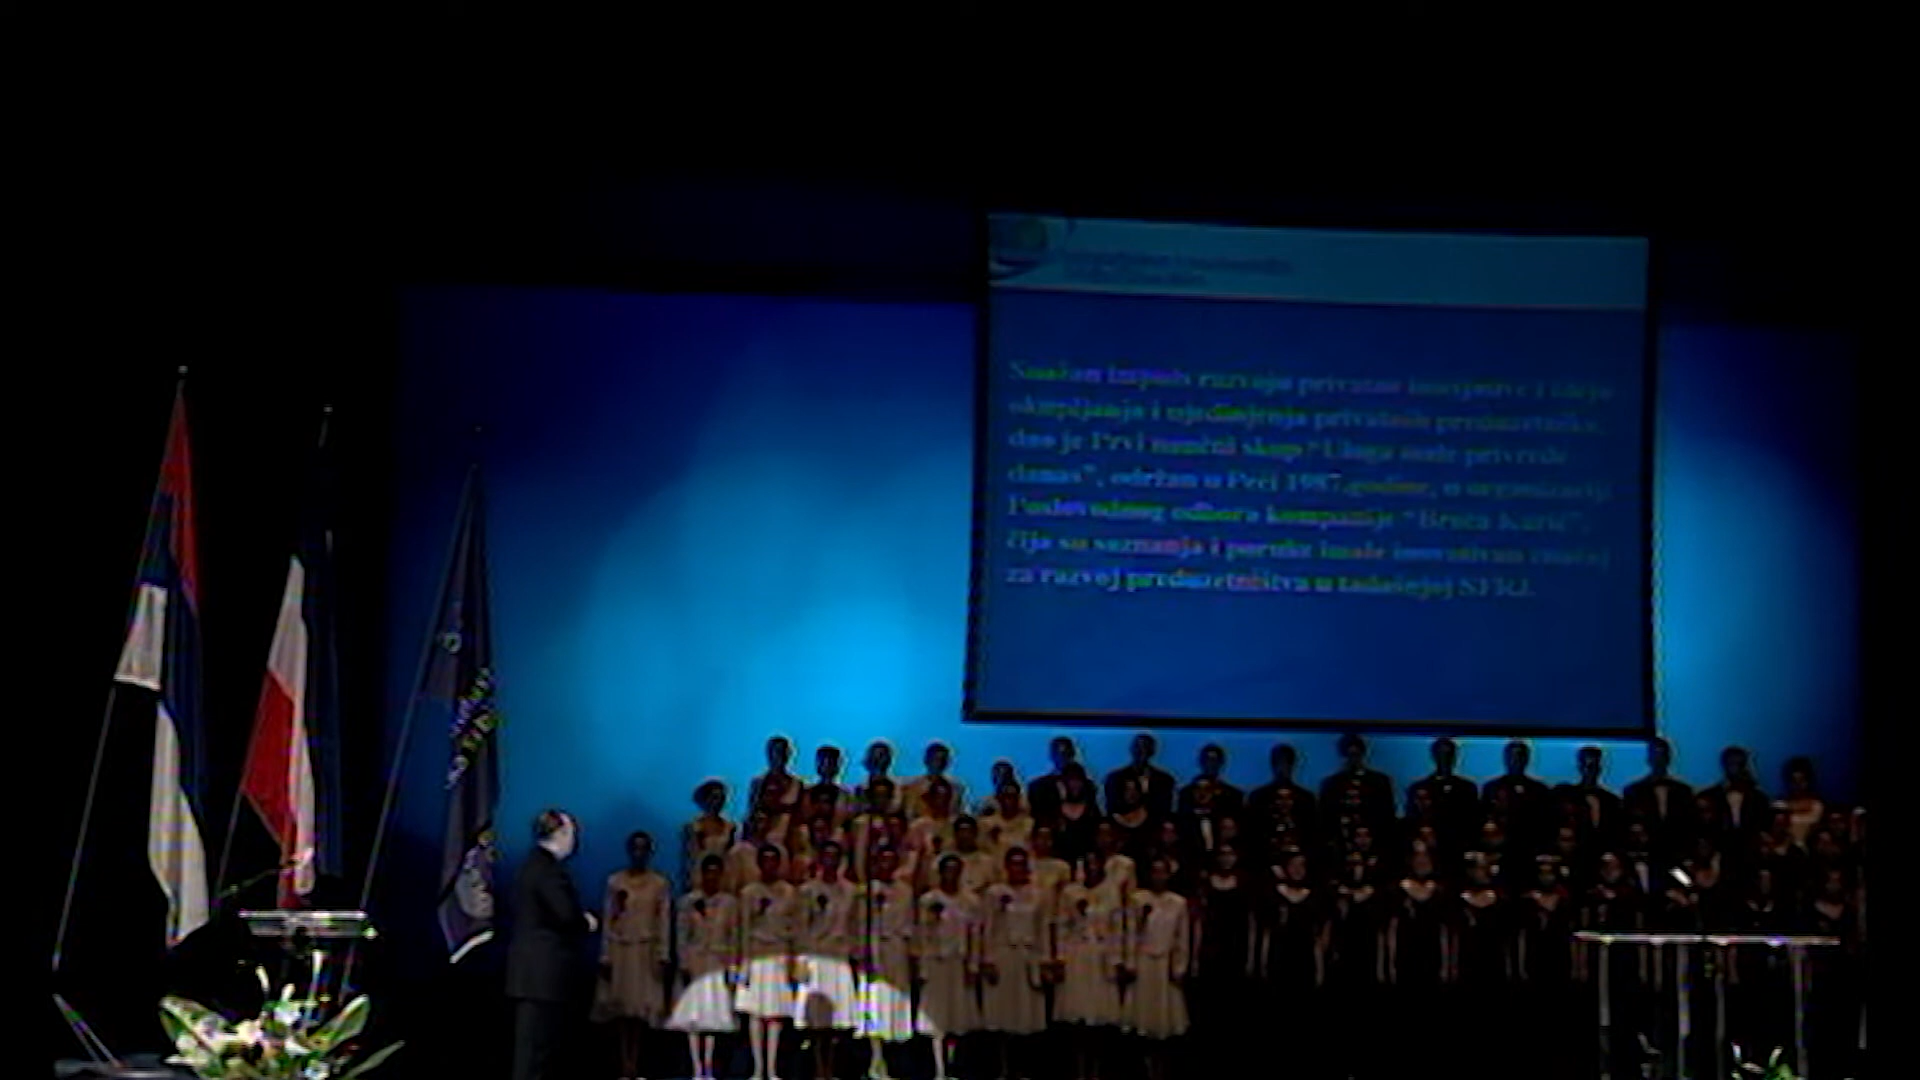 Snažan impuls razvoju privatne inicijative i ideje
okupljanja i ujedinjenja privatnih preduzetnika,
dao je Prvi naučni skup "Uloga male privrede
danas", održan u Peći 1987.godine, u organizaciji
Poslovodnog odbora kompanije "Braća Karić",
čija su saznanja i poruke imale inovativan značaj
za razvoj preduzetništva u tadašnjoj SFRJ.